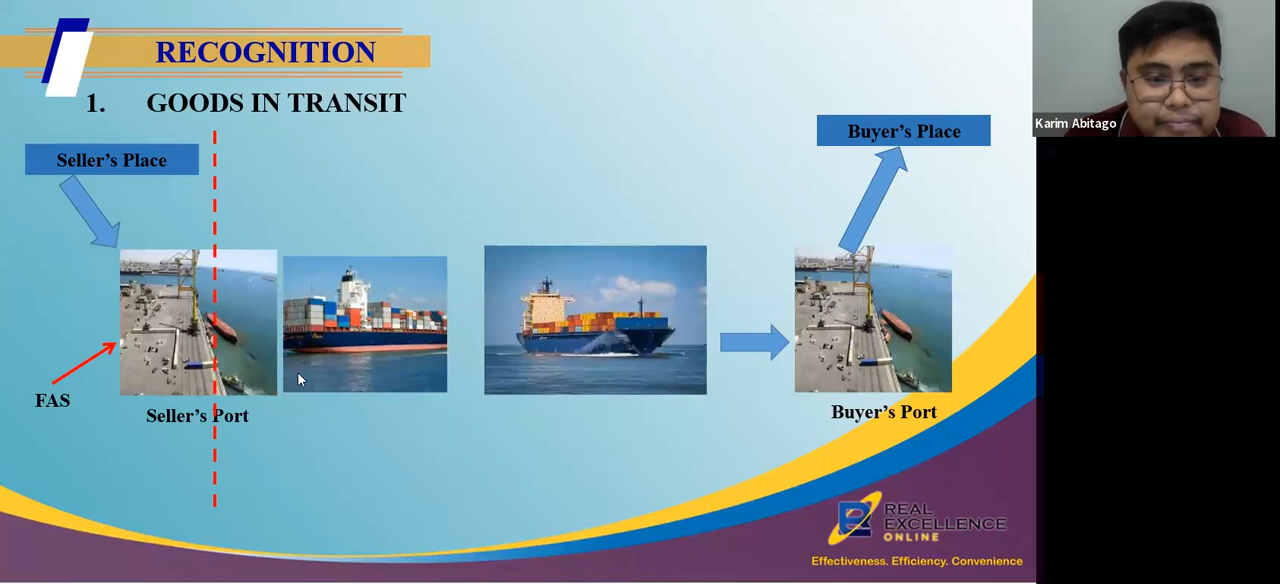 RECOGNITION
1. GOODS IN TRANSIT
Seller's Place
Buyer's Place
Karim Abitago
FAS
Seller's Port
Buyer's Port
REAL
EXCELLENCE
ONLINE
Effectiveness. Efficiency. Convenience